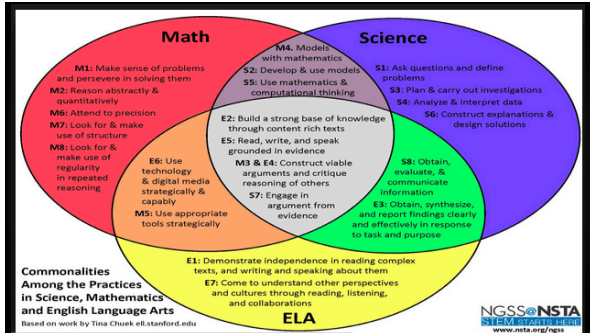 Math
Science
M1: Make sense of problems
and persevere in solving them
M2: Reason abstractly &
quantitatively
M6: Attend to precision
M7: Look for & make
use of structure
M8: Look for &
make use of
regularity
in repeated
reasoning
M4. Models
with mathematics
S2: Develop & use models
S5: Use mathematics &
computational thinking
S1: Ask questions and define
problems
S3: Plan & carry out investigations
S4: Analyze & interpret data
S6: Construct explanations &
design solutions
E2: Build a strong base of knowledge
through content rich texts
E5: Read, write, and speak
grounded in evidence
M3 & E4: Construct viable
arguments and critique
reasoning of others
S7: Engage in
argument from
evidence
E6: Use
technology
& digital media
strategically &
capably
M5: Use appropriate
tools strategically
S8: Obtain,
evaluate, &
communicate
information
E3: Obtain, synthesize,
and report findings clearly
and effectively in response
to task and purpose
E1: Demonstrate independence in reading complex
texts, and writing and speaking about them
E7: Come to understand other perspectives
and cultures through reading, listening,
and collaborations
ELA
Commonalities
Among the Practices
in Science, Mathematics
and English Language Arts
Based on work by Tina Chuek ell.stanford.edu
NGSS@NSTA
STEM STARTS HERE
www.nsta.org/ngss